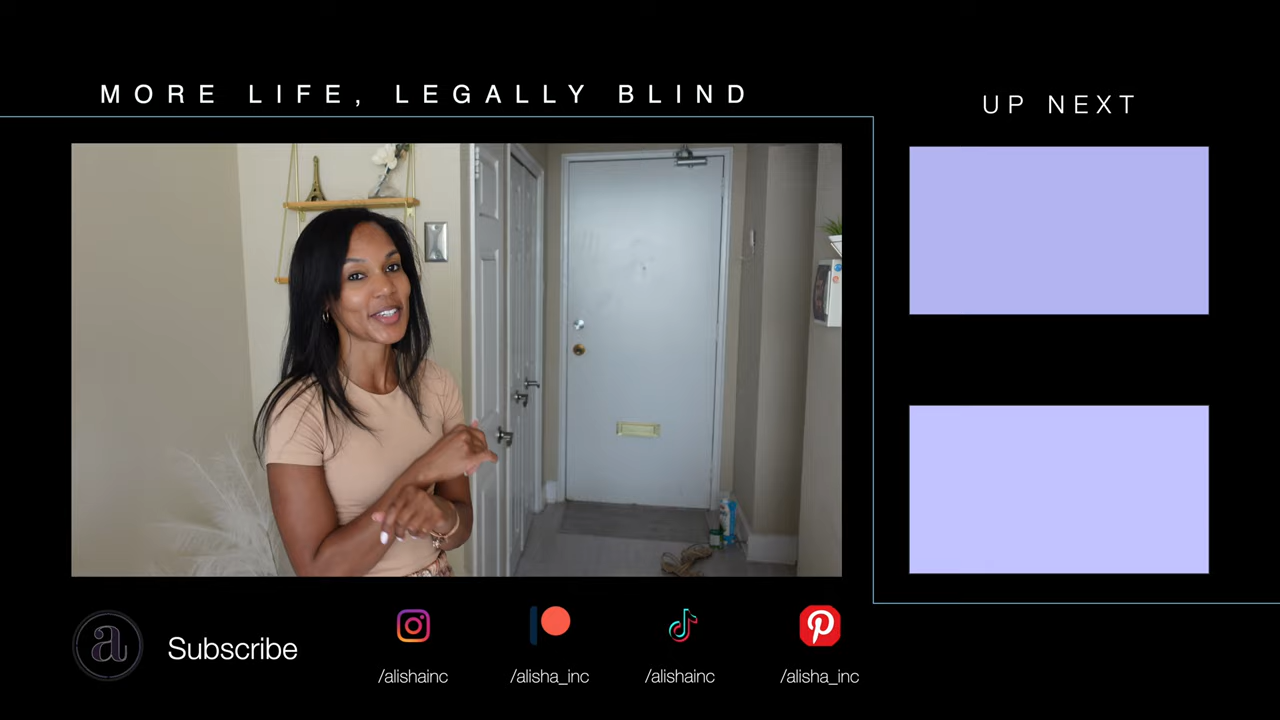 MORE LIFE, LEGALLY BLIND
UP NEXT
a
Subscribe
/alishainc
/alisha_inc
/alishainc
/alisha_inc